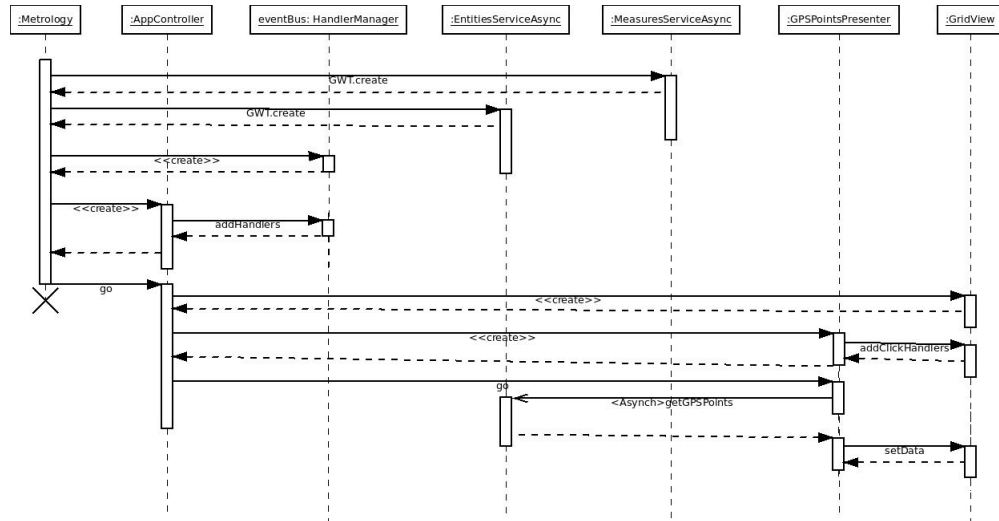 :Metrology
:AppController
eventBus: HandlerManager
:EntitiesServiceAsync
:MeasuresServiceAsync
:GPSPointsPresenter
:GridView
GWT.create
GWT.create
<<create>>
<<create>>
addHandlers
go
<<create>>
<<create>>
addClickHandlers
go
<Asynch>getGPSPoints
setData